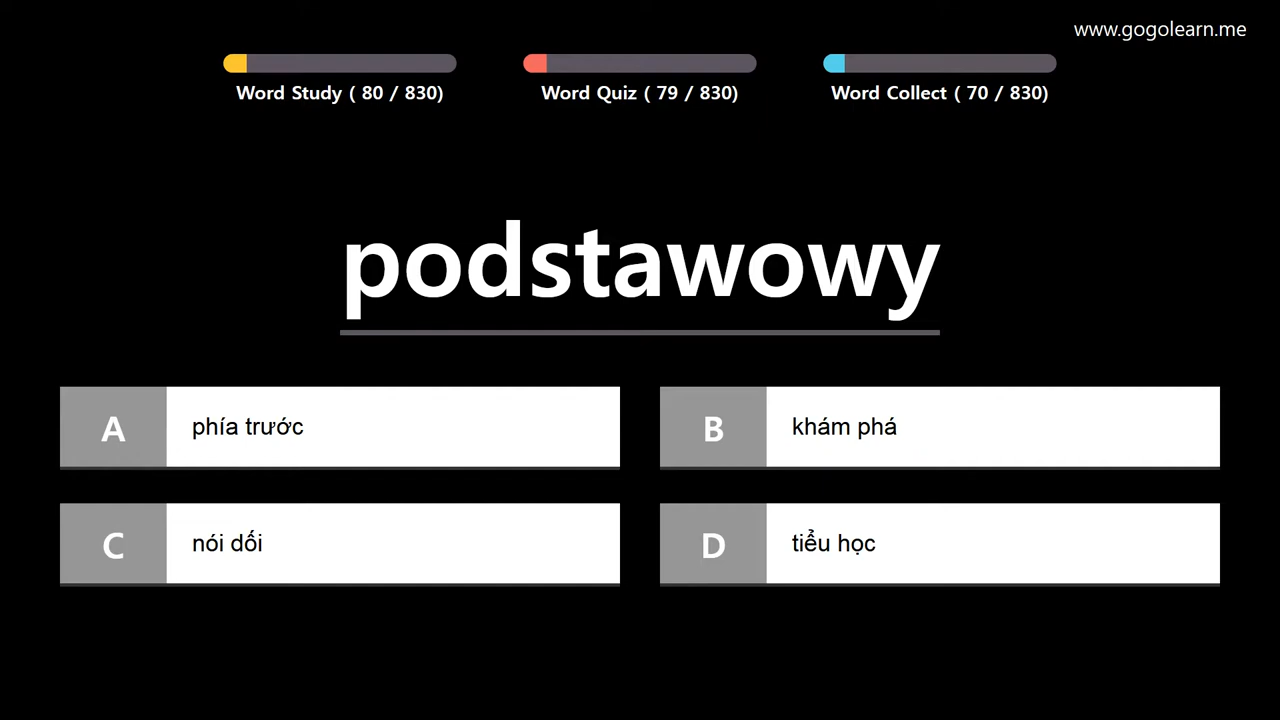 www.gogolearn.me
Word Study ( 80 / 830)
Word Quiz ( 79 / 830)
Word Collect ( 70 / 830)
podstawowy
A phía trước
B khám phá
C nói dối
D tiểu học